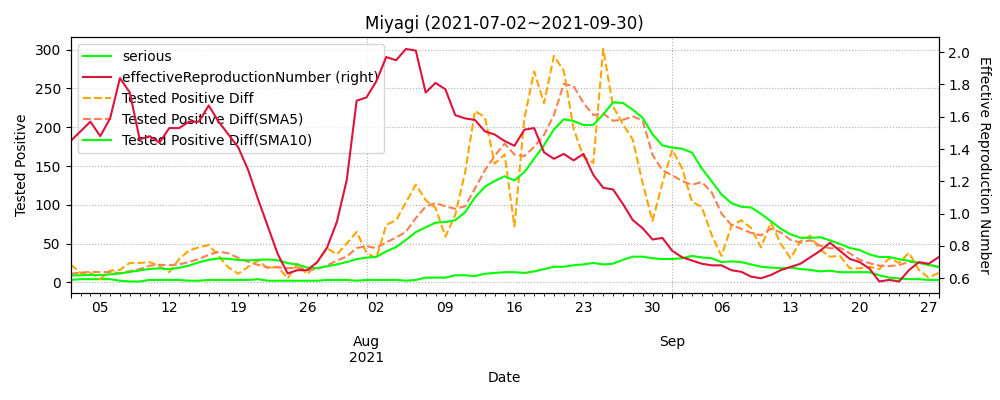 Miyagi (2021-07-02~2021-09-30)
serious
effectiveReproductionNumber (right)
Tested Positive Diff
Tested Positive Diff(SMA5)
Tested Positive Diff(SMA10)
Tested Positive
300
250
200
150
100
50
0
2.0
1.8
1.6
1.4
1.2
1.0
0.8
0.6
Effective Reproduction Number
05 12 19 26 02 09 16 23 30 06 13 20 27
Aug Sep
2021
Date